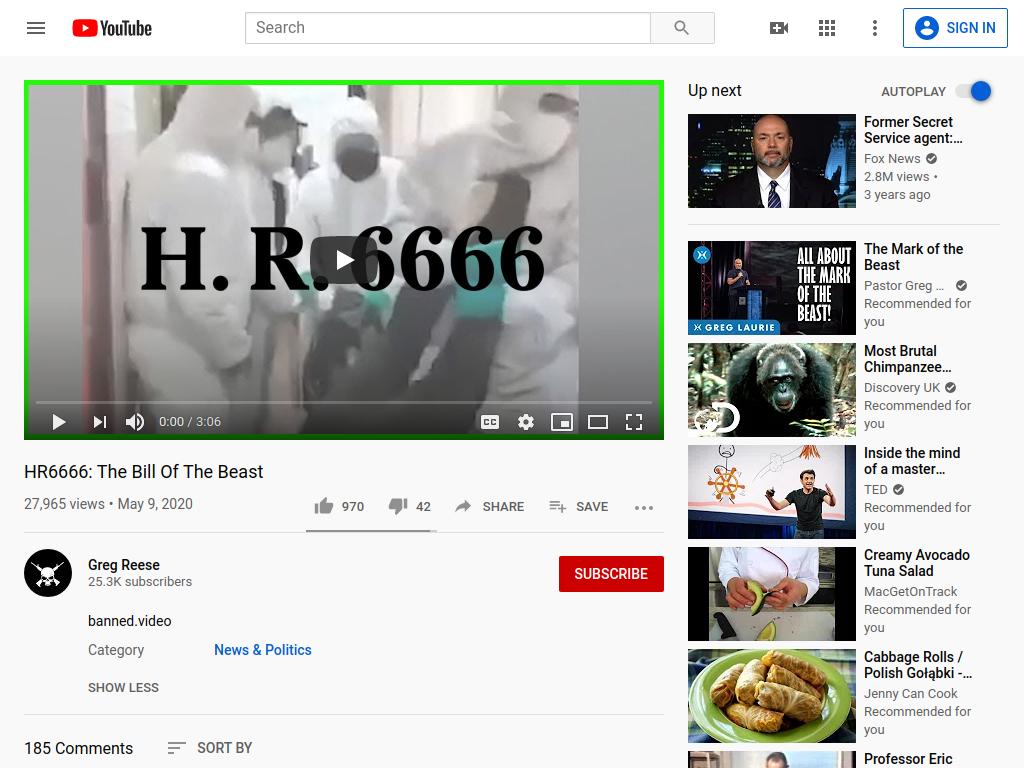 YouTube
Search
SIGN IN
H. R. 6666
0:00 / 3:06
CC
HR6666: The Bill Of The Beast
27,965 views • May 9, 2020
970
42
SHARE
SAVE
Greg Reese
25.3K subscribers
SUBSCRIBE
banned.video
Category
News & Politics
SHOW LESS
185 Comments
SORT BY
Up next
AUTOPLAY
Former Secret
Service agent:...
Fox News
2.8M views •
3 years ago
ALL ABOUT
THE MARK
OF THE
BEAST!
GREG LAURIE
The Mark of the
Beast
Pastor Greg ...
Recommended for
you
Most Brutal
Chimpanzee...
Discovery UK
Recommended for
you
Inside the mind
of a master...
TED
Recommended for
you
Creamy Avocado
Tuna Salad
MacGetOnTrack
Recommended for
you
Cabbage Rolls /
Polish Gołąbki -...
Jenny Can Cook
Recommended for
you
Professor Eric